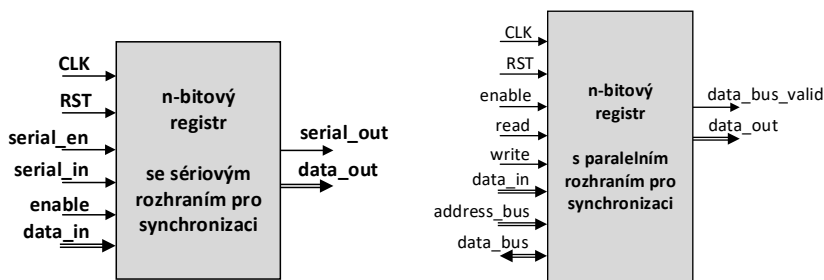 CLK
RST
serial_en
serial_in
enable
data_in
n-bitový
registr
se sériovým
rozhraním pro
synchronizaci
serial_out
data_out
CLK
RST
enable
read
write
data_in
address_bus
data_bus
n-bitový
registr
s paralelním
rozhraním pro
synchronizaci
data_bus_valid
data_out